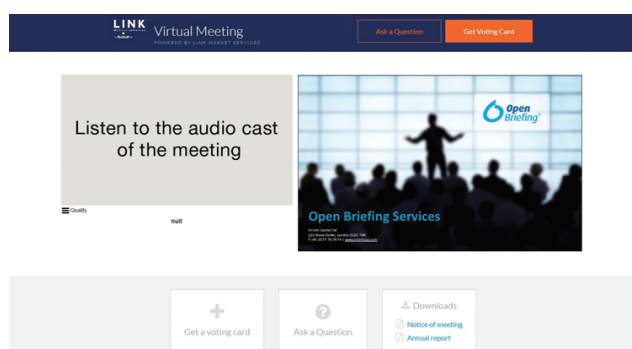 LINK
Virtual Meeting
POWERED BY LINK MARKET SERVICES
Ask a Question
Get Voting Card
Listen to the audio cast
of the meeting
Quality
null
Open
Briefing
Open Briefing Services
Get a voting card
Ask a Question
Downloads
Notice of meeting
Annual report